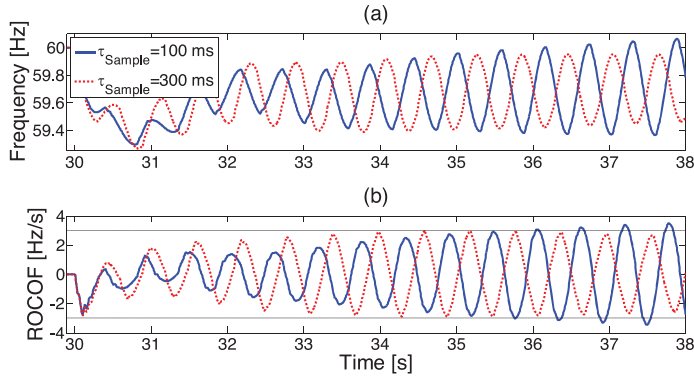 (a)
Frequency [Hz]
60
59.8
59.6
59.4
τSample=100 ms
τSample=300 ms
30 31 32 33 34 35 36 37 38
(b)
ROCOF [Hz/s]
4
2
0
-2
-4
30 31 32 33 34 35 36 37 38
Time [s]